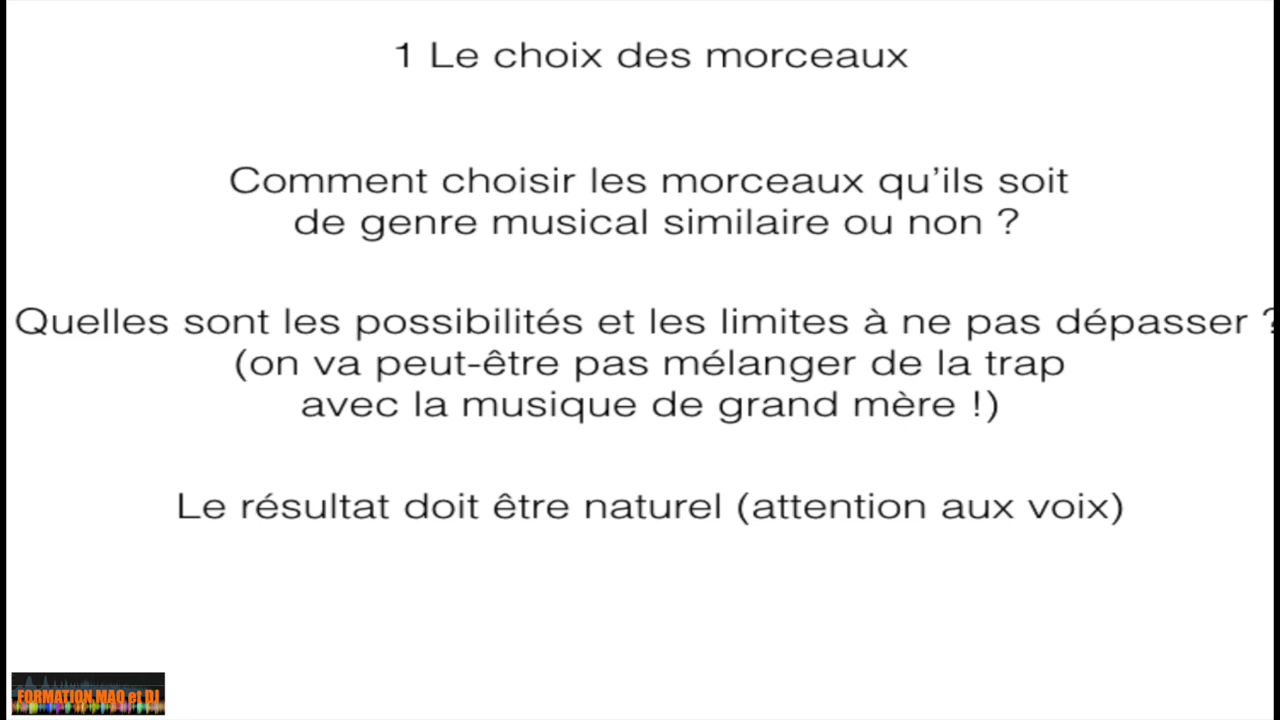 1 Le choix des morceaux
Comment choisir les morceaux qu'ils soit
de genre musical similaire ou non ?
Quelles sont les possibilités et les limites à ne pas dépasser ?
(on va peut-être pas mélanger de la trap
avec la musique de grand mère !)
Le résultat doit être naturel (attention aux voix)
FORMATION MAO et DJ